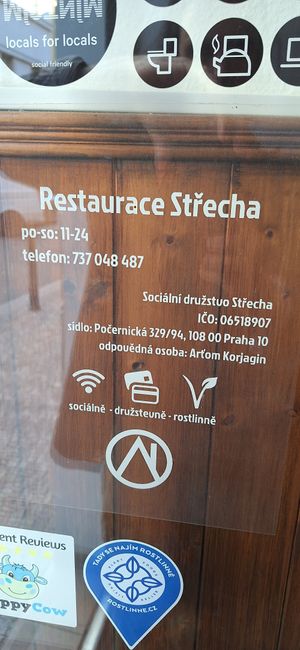 locals for locals
social friendly
Restaurace Střecha
po-so: 11-24
telefon: 737 048 487
Sociální družstvo Střecha
IČO: 06518907
sídlo: Počernická 329/94, 108 00 Praha 10
odpovědná osoba: Arťom Korjagin
sociálně - družstevně - rostlinně
ent Reviews
ppyCow
TADY SE NAJÍM ROSTLINNĚ
ROSTLINNE.CZ